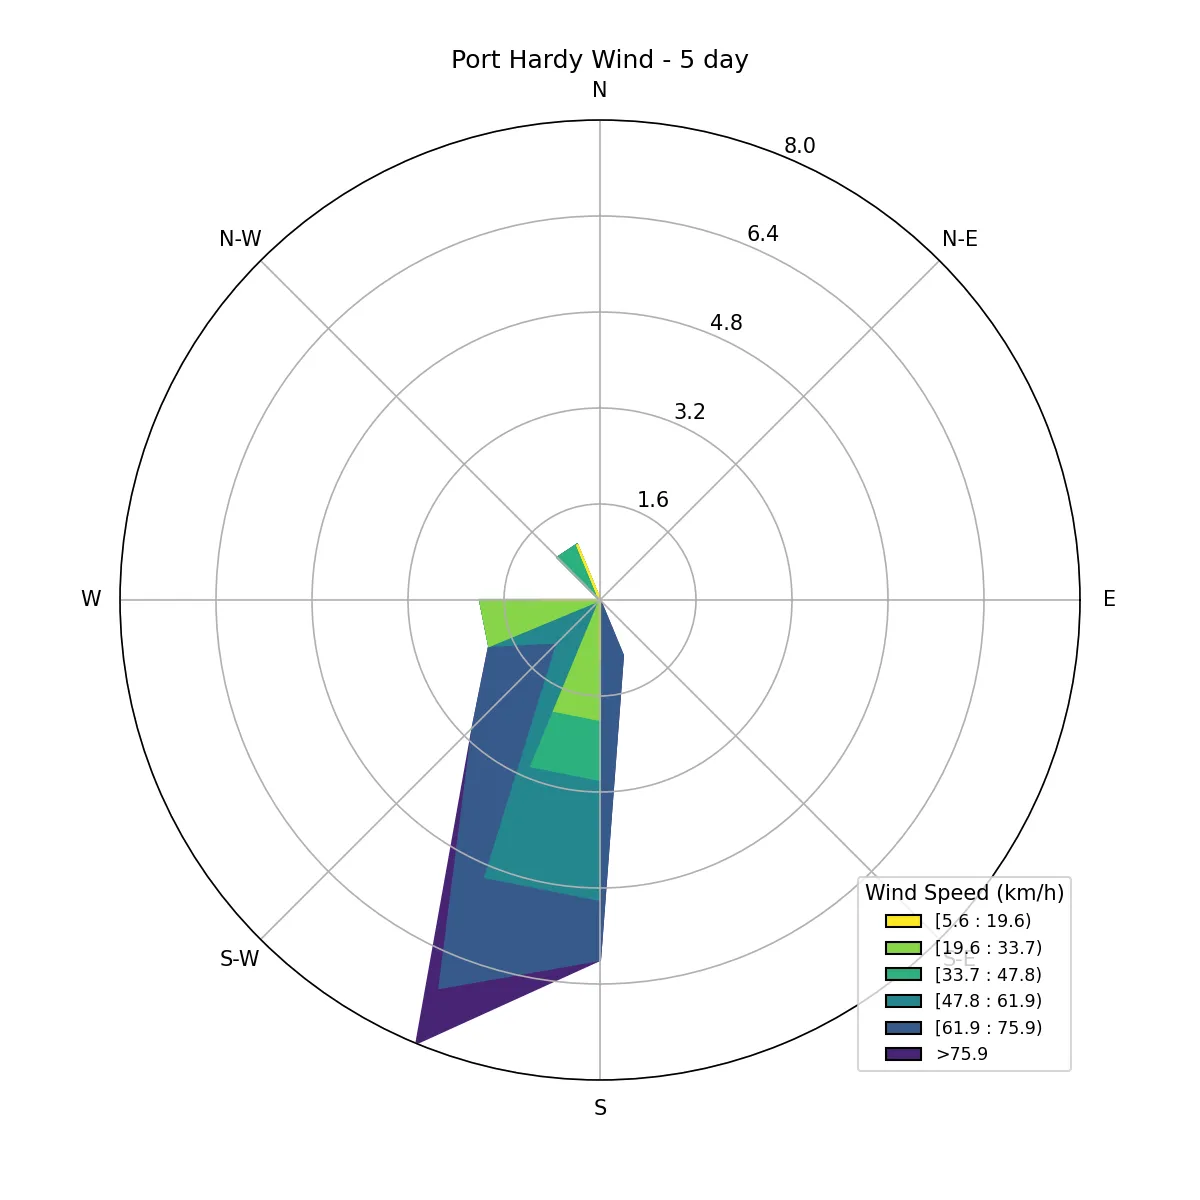 Port Hardy Wind - 5 day
N
8.0
N-W
N-E
6.4
4.8
3.2
1.6
W
E
Wind Speed (km/h)
[5.6 : 19.6)
[19.6 : 33.7)
S-W
S-E
[33.7 : 47.8)
[47.8 : 61.9)
[61.9 : 75.9)
>75.9
S